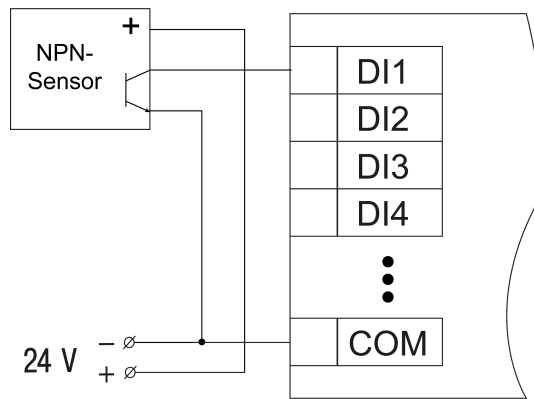 +
NPN-
Sensor
DI1
DI2
DI3
DI4
COM
24 V
−
+